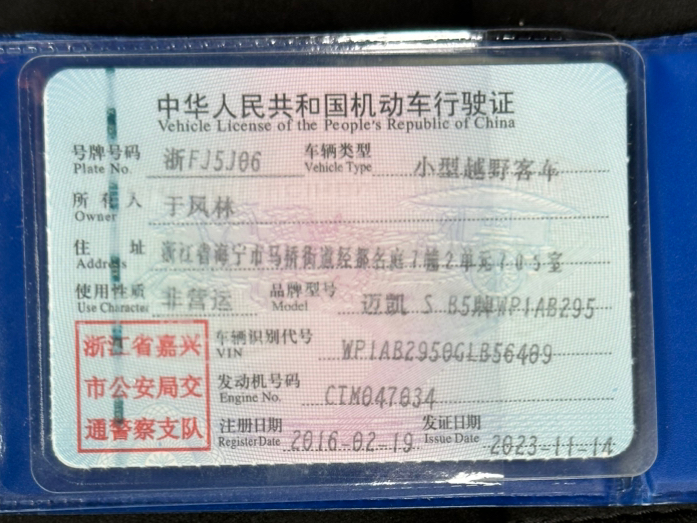 中华人民共和国机动车行驶证
Vehicle License of the People's Republic of China
号牌号码 浙FJ5J06 车辆类型 小型越野客车
Plate No. Vehicle Type
所有人 于风林
Owner
住址 浙江省海宁市马桥街道经都名庭7幢2单元705室
Address
使用性质 非营运 品牌型号 迈凯 S.B5牌WP1AB295
Use Character Model
浙江省嘉兴
市公安局交
通警察支队
车辆识别代号 WP1AB2950GLB56409
VIN
发动机号码 CTM047034
Engine No.
注册日期 2016-02-19 发证日期 2023-11-14
Register Date Issue Date